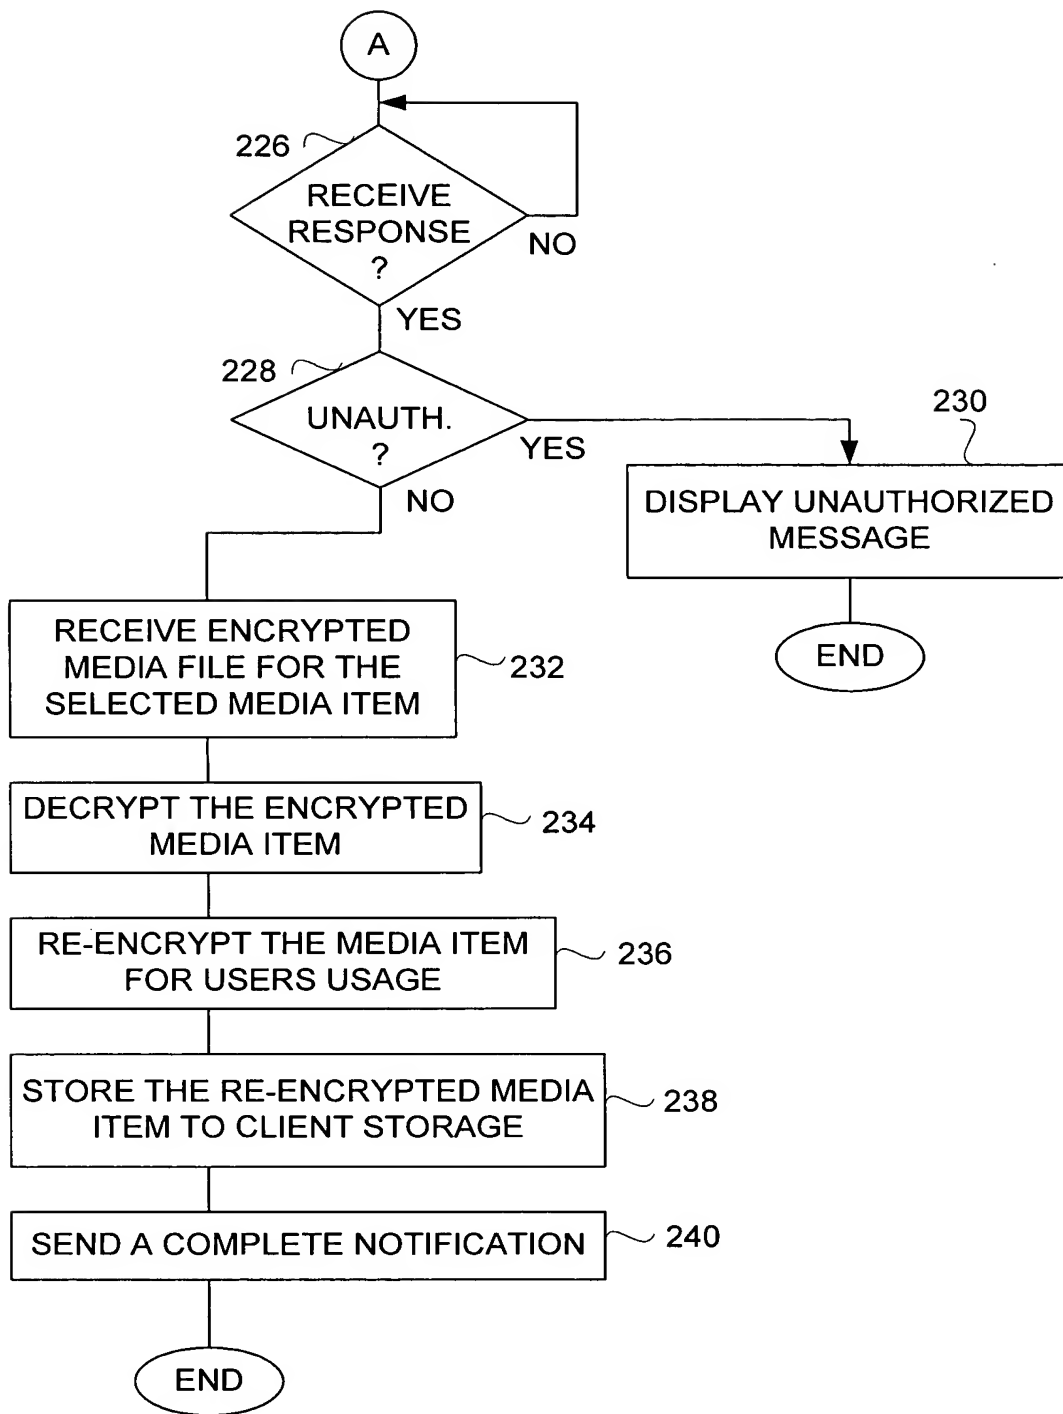 A
226
RECEIVE
RESPONSE
?
NO
YES
228
UNAUTH.
?
YES
NO
230
DISPLAY UNAUTHORIZED
MESSAGE
END
RECEIVE ENCRYPTED
MEDIA FILE FOR THE
SELECTED MEDIA ITEM
232
DECRYPT THE ENCRYPTED
MEDIA ITEM
234
RE-ENCRYPT THE MEDIA ITEM
FOR USERS USAGE
236
STORE THE RE-ENCRYPTED MEDIA
ITEM TO CLIENT STORAGE
238
SEND A COMPLETE NOTIFICATION
240
END